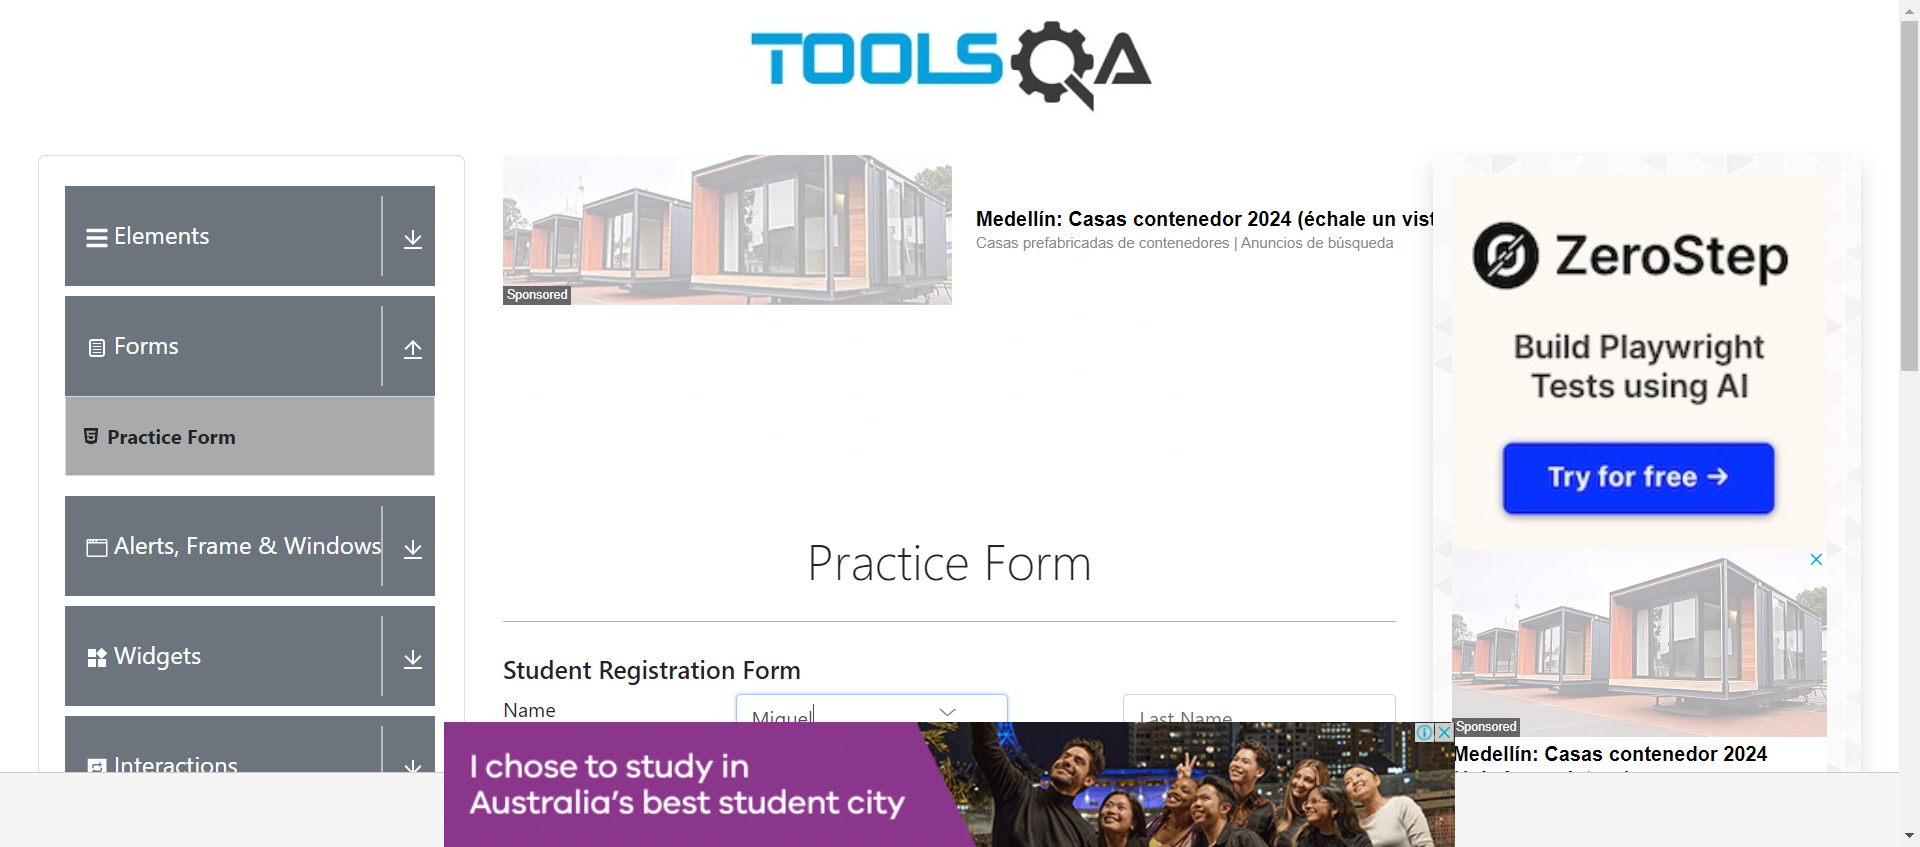 TOOLSQA
Elements
Forms
Practice Form
Alerts, Frame & Windows
Widgets
Interactions
Sponsored
Medellín: Casas contenedor 2024 (échale un vist
Casas prefabricadas de contenedores | Anuncios de búsqueda
Practice Form
Student Registration Form
Name
Miguel
Last Name
ZeroStep
Build Playwright
Tests using AI
Try for free →
Sponsored
Medellín: Casas contenedor 2024
I chose to study in
Australia's best student city